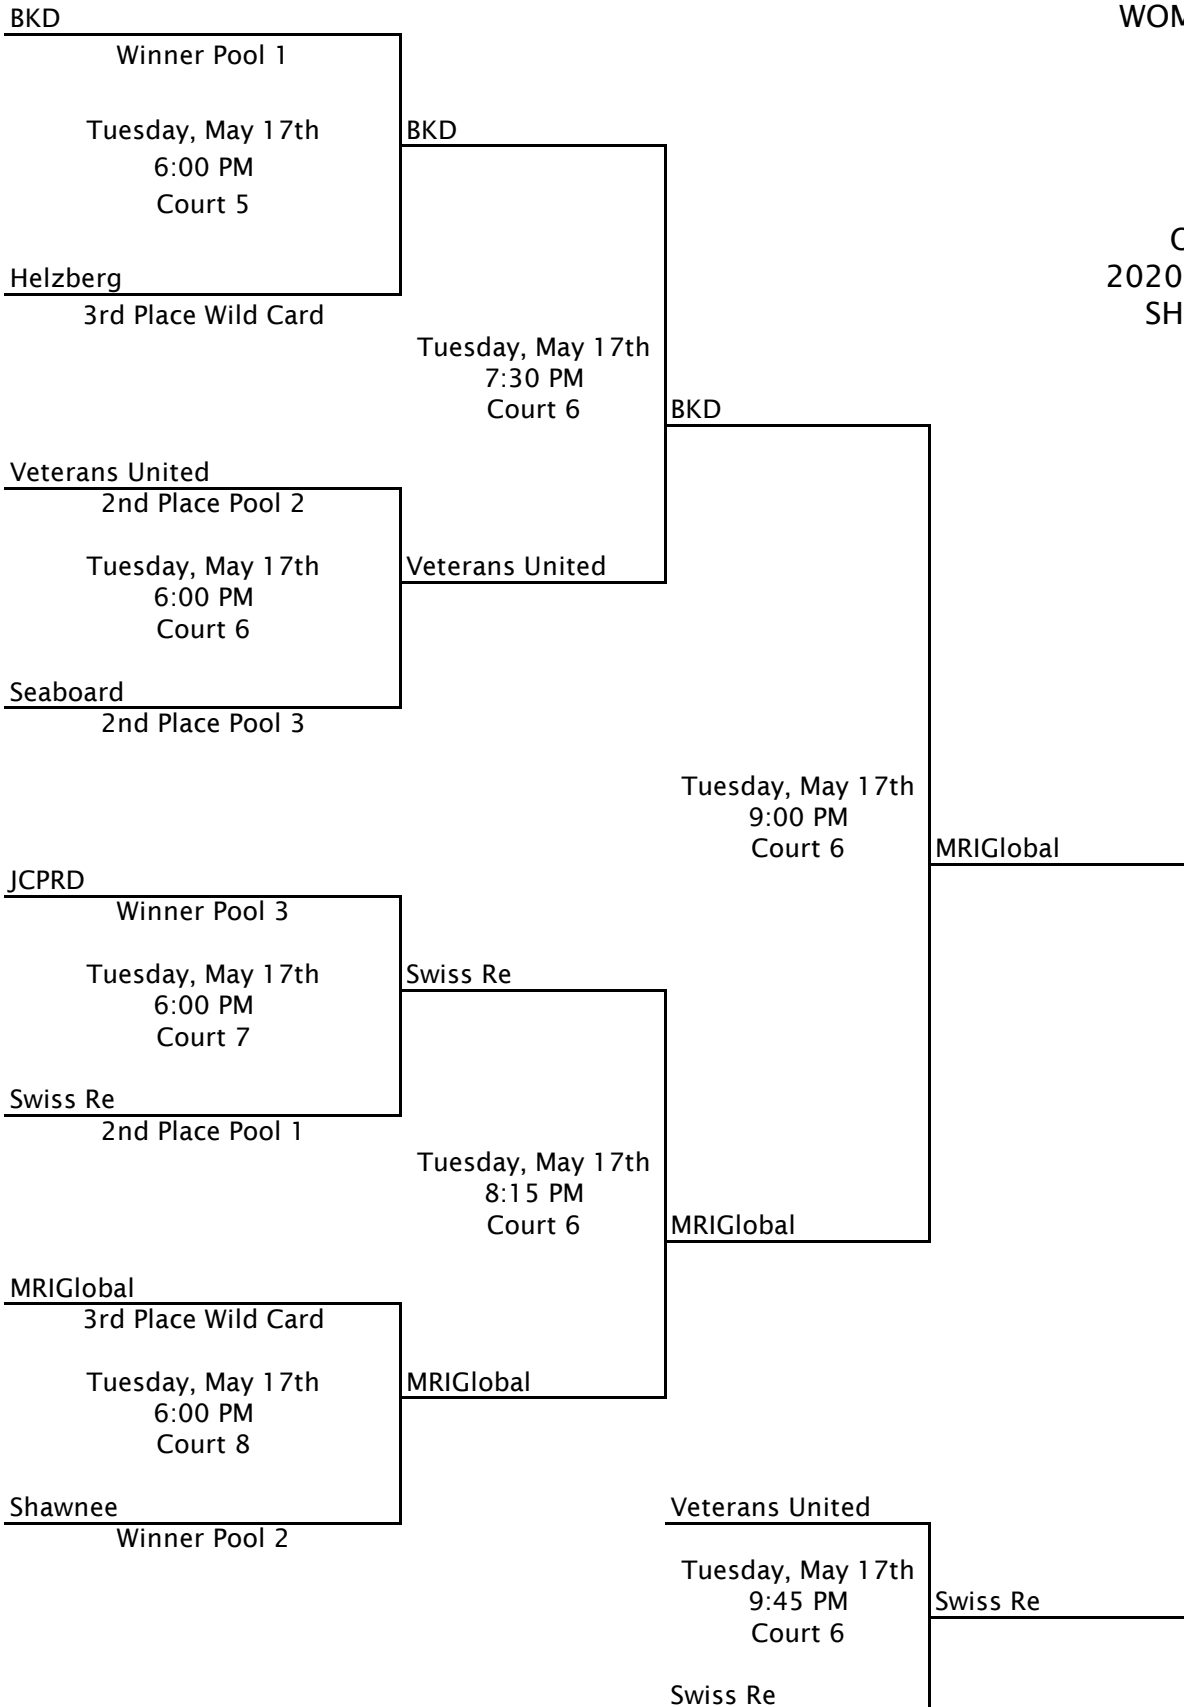 BKD
WOM
Winner Pool 1
Tuesday, May 17th
6:00 PM
Court 5
BKD
Helzberg
3rd Place Wild Card
2020
SH
Tuesday, May 17th
7:30 PM
Court 6
BKD
Veterans United
2nd Place Pool 2
Tuesday, May 17th
6:00 PM
Court 6
Veterans United
Seaboard
2nd Place Pool 3
Tuesday, May 17th
9:00 PM
Court 6
MRIGlobal
JCPRD
Winner Pool 3
Tuesday, May 17th
6:00 PM
Court 7
Swiss Re
Swiss Re
2nd Place Pool 1
Tuesday, May 17th
8:15 PM
Court 6
MRIGlobal
MRIGlobal
3rd Place Wild Card
Tuesday, May 17th
6:00 PM
Court 8
MRIGlobal
Shawnee
Winner Pool 2
Veterans United
Tuesday, May 17th
9:45 PM
Court 6
Swiss Re
Swiss Re